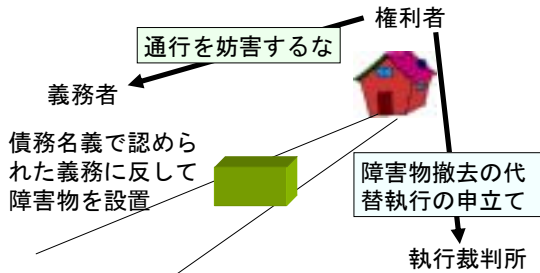 権利者
通行を妨害するな
義務者
債務名義で認めら
れた義務に反して
障害物を設置
障害物撤去の代
替執行の申立て
執行裁判所